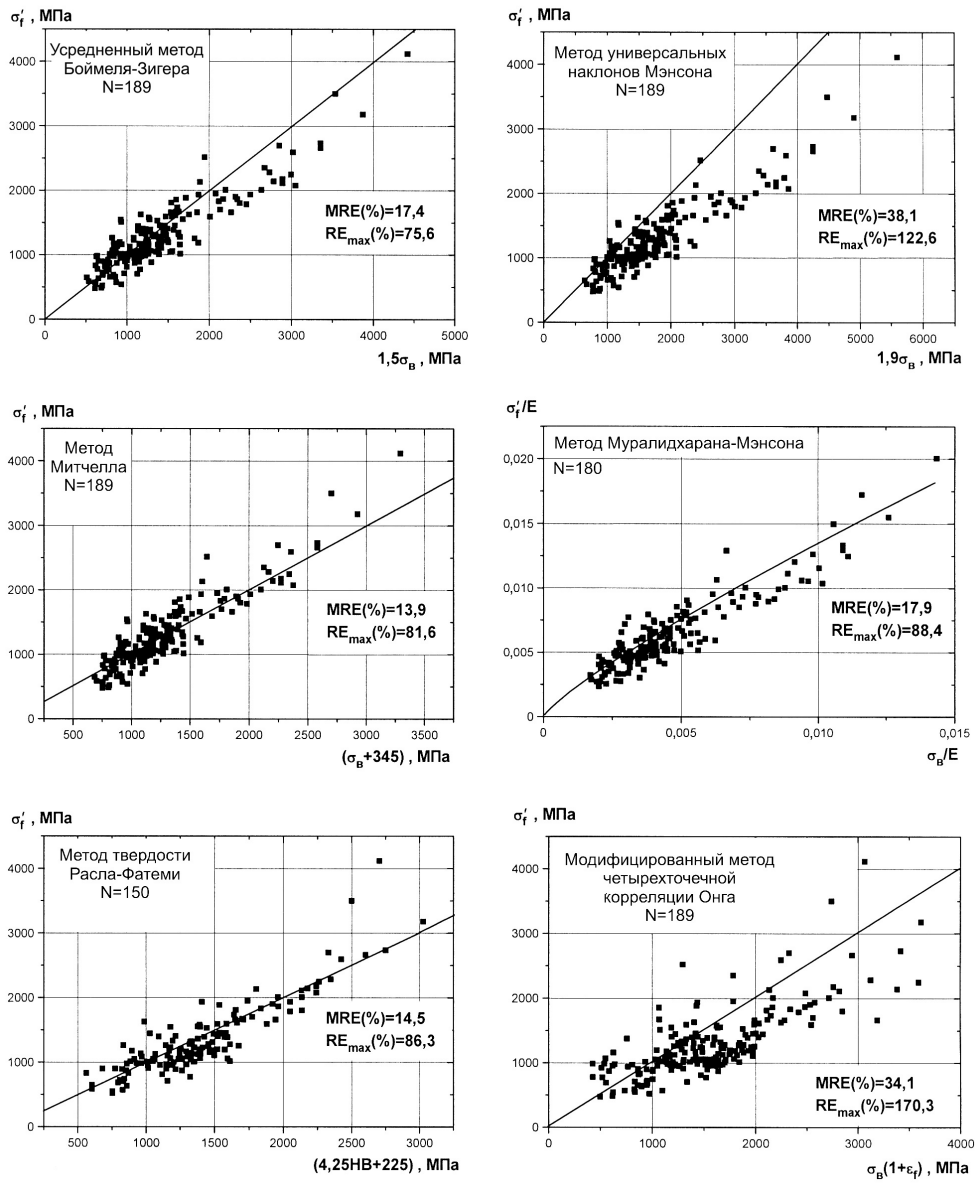 σf′ , МПа
Усредненный метод
Боймеля-Зигера
N=189
4000
3000
2000
1000
0
MRE(%)=17,4
REmax(%)=75,6
0 1000 2000 3000 4000 5000
1,5σв , МПа
σf′ , МПа
Метод универсальных
наклонов Мэнсона
N=189
4000
3000
2000
1000
0
MRE(%)=38,1
REmax(%)=122,6
0 1000 2000 3000 4000 5000 6000
1,9σв , МПа
σf′ , МПа
Метод
Митчелла
N=189
4000
3000
2000
1000
0
MRE(%)=13,9
REmax(%)=81,6
500 1000 1500 2000 2500 3000 3500
(σв+345) , МПа
σf′/E
Метод Муралидхарана-Мэнсона
N=180
0,020
0,015
0,010
0,005
0
MRE(%)=17,9
REmax(%)=88,4
0 0,005 0,010 0,015
σв/E
σf′ , МПа
Метод твердости
Расла-Фатеми
N=150
4000
3000
2000
1000
0
MRE(%)=14,5
REmax(%)=86,3
500 1000 1500 2000 2500 3000
(4,25HB+225) , МПа
σf′ , МПа
Модифицированный метод
четырехточечной
корреляции Онга
N=189
4000
3000
2000
1000
0
MRE(%)=34,1
REmax(%)=170,3
0 1000 2000 3000 4000
σв(1+εf) , МПа